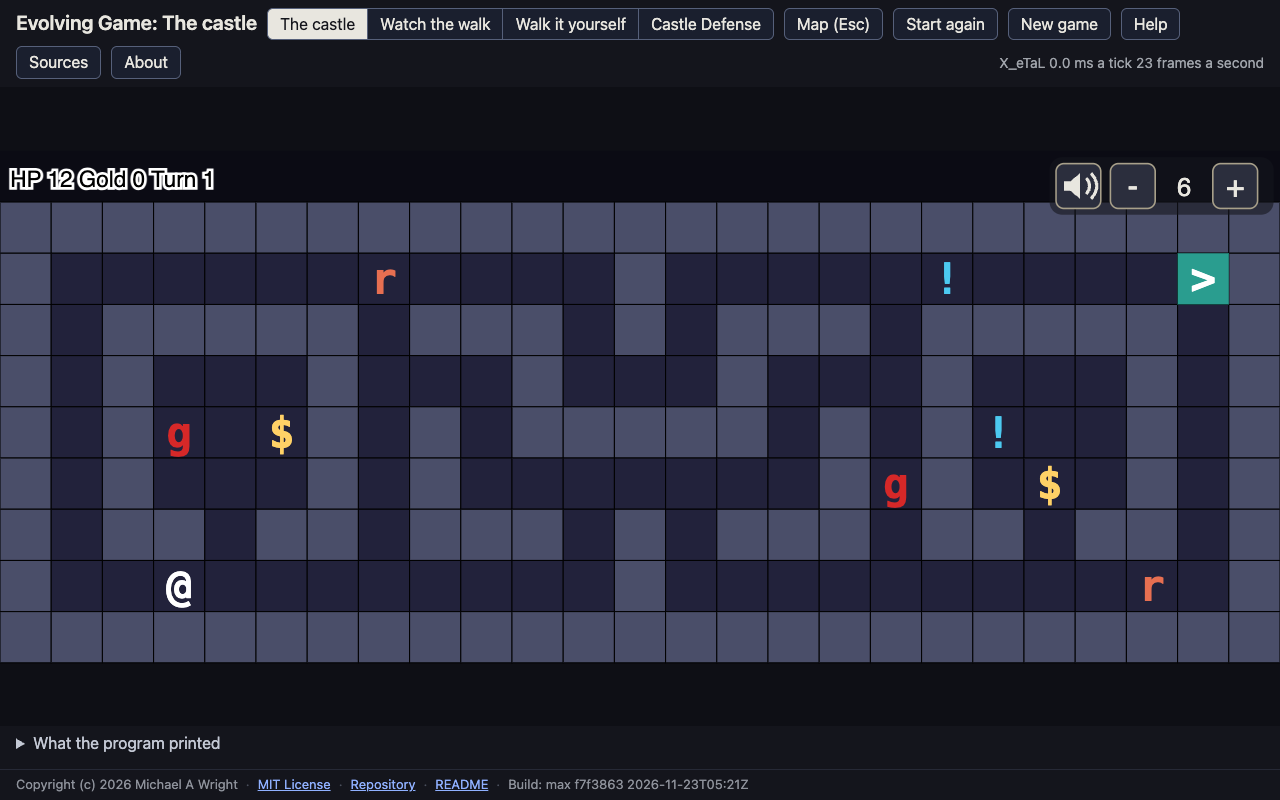 Evolving Game: The castle
The castle
Watch the walk
Walk it yourself
Castle Defense
Map (Esc)
Start again
New game
Help
Sources
About
X_eTaL 0.0 ms a tick 23 frames a second
HP 12 Gold 0 Turn 1
- 6 +
r ! >
g $ !
g $
@ r
▶ What the program printed
Copyright (c) 2026 Michael A Wright · MIT License · Repository · README · Build: max f7f3863 2026-11-23T05:21Z